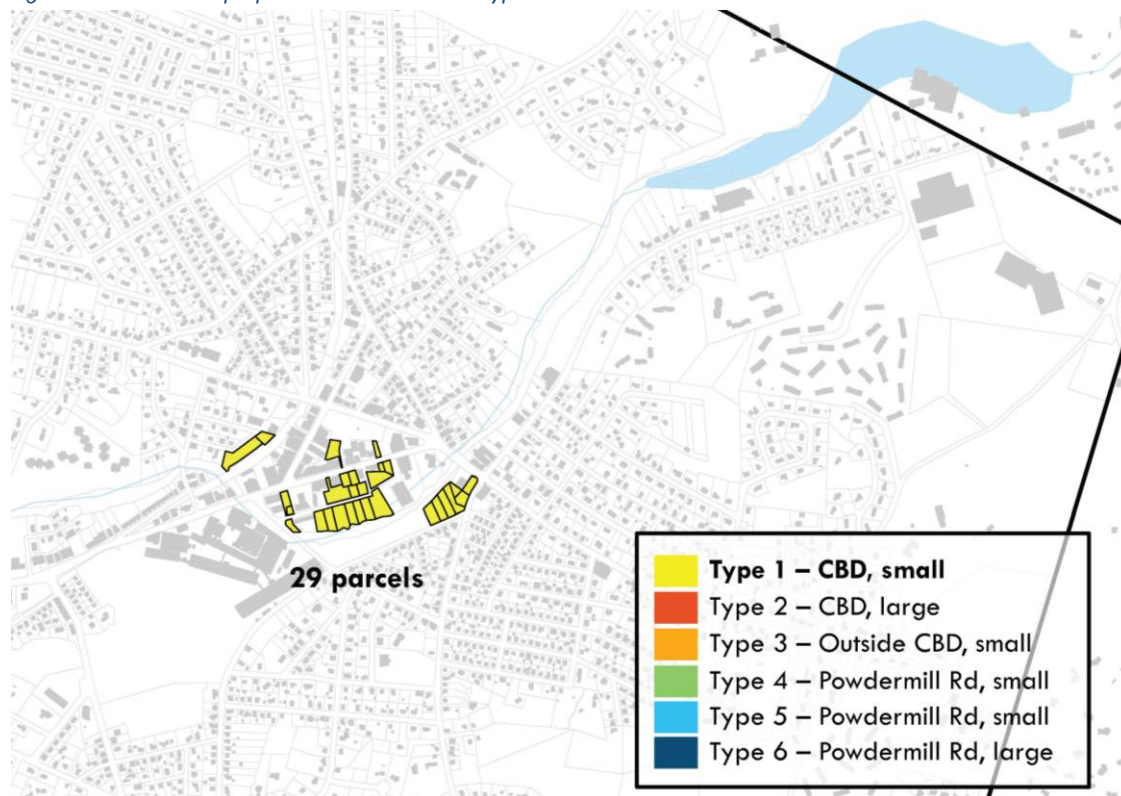 29 parcels
Type 1 – CBD, small
Type 2 – CBD, large
Type 3 – Outside CBD, small
Type 4 – Powdermill Rd, small
Type 5 – Powdermill Rd, small
Type 6 – Powdermill Rd, large